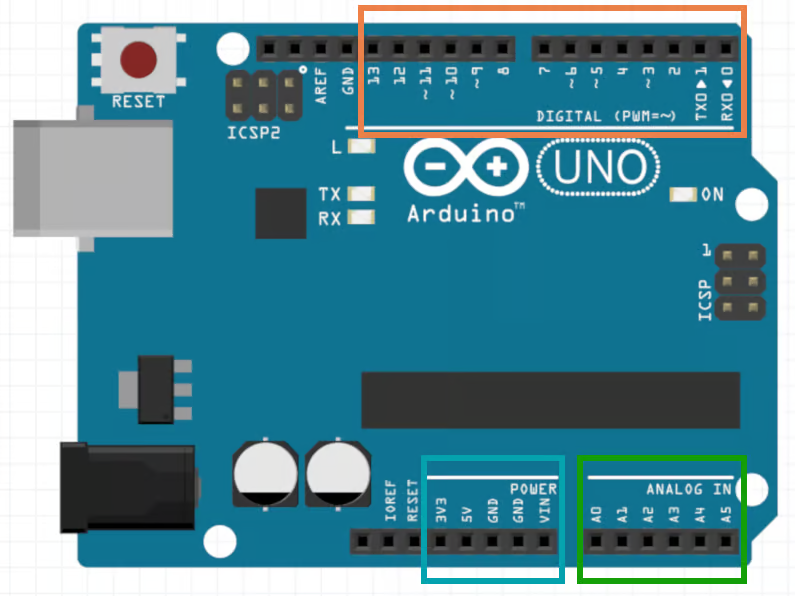 RESET
ICSP2
AREF
GND
13
12
~11
~10
~9
8
7
~6
~5
4
~3
2
TX0▶1
RX0◀0
DIGITAL (PWM=~)
L
TX
RX
UNO
Arduino™
ON
1
ICSP
POWER
ANALOG IN
IOREF
RESET
3V3
5V
GND
GND
VIN
A0
A1
A2
A3
A4
A5